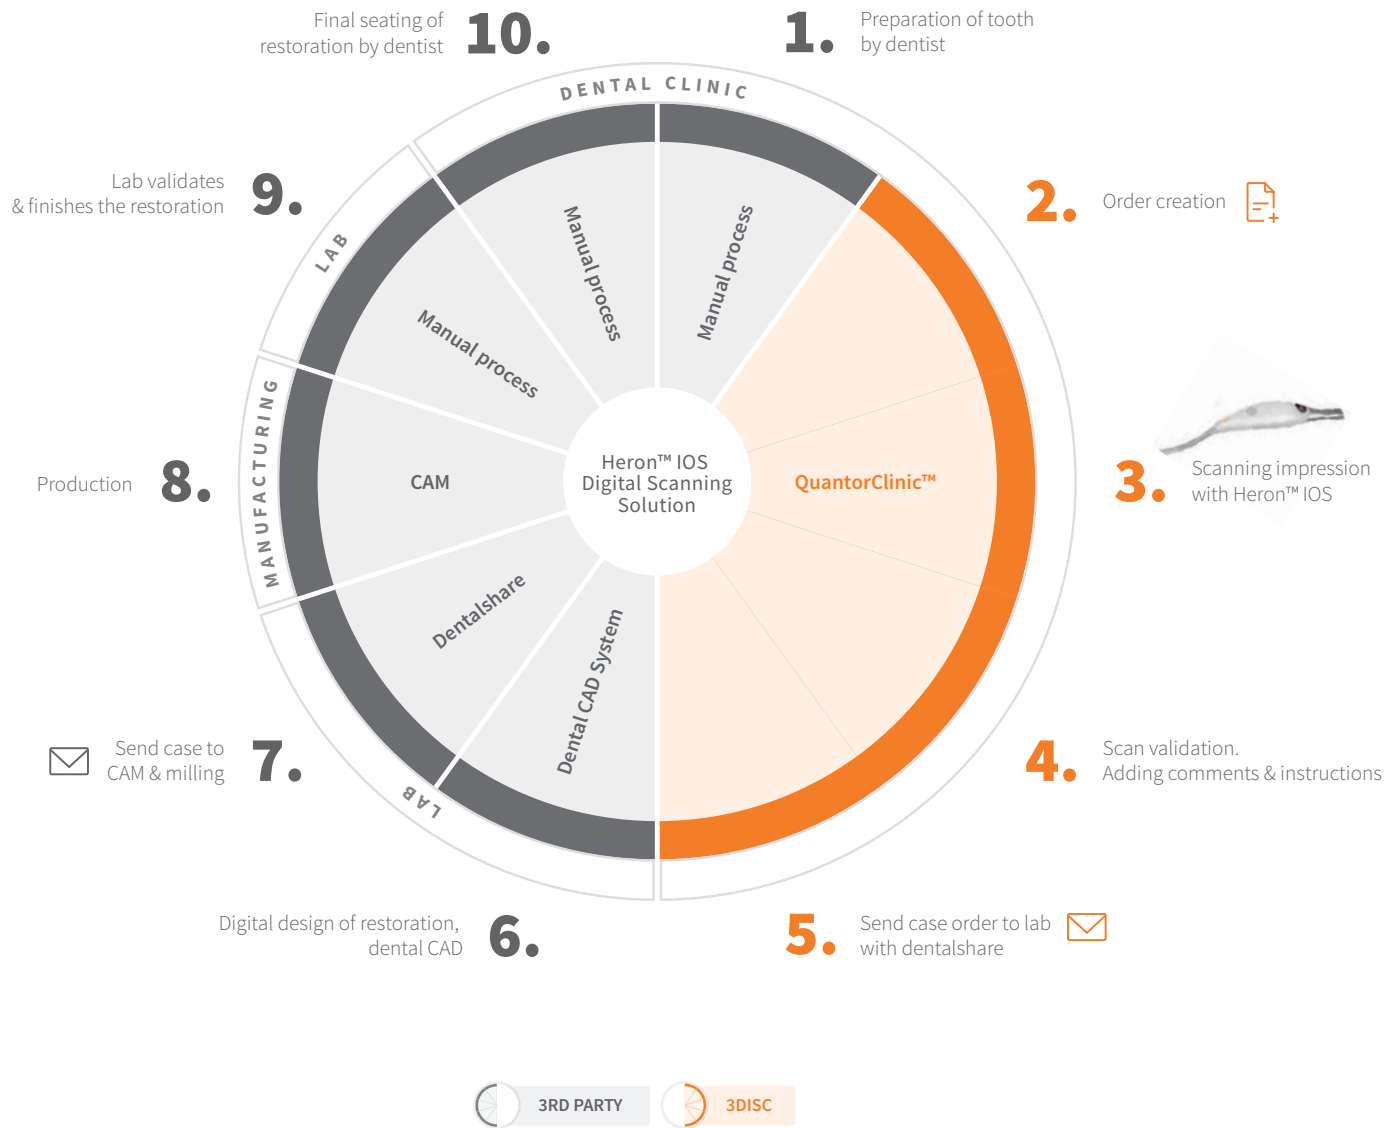 1.
Preparation of tooth
by dentist
2.
Order creation
3.
Scanning impression
with Heron™ IOS
4.
Scan validation.
Adding comments & instructions
5.
Send case order to lab
with dentalshare
6.
Digital design of restoration,
dental CAD
7.
Send case to
CAM & milling
8.
Production
9.
Lab validates
& finishes the restoration
10.
Final seating of
restoration by dentist
DENTAL CLINIC
LAB
MANUFACTURING
LAB
Manual process
QuantorClinic™
Dental CAD System
Dentalshare
CAM
Manual process
Manual process
Heron™ IOS
Digital Scanning
Solution
3RD PARTY
3DISC